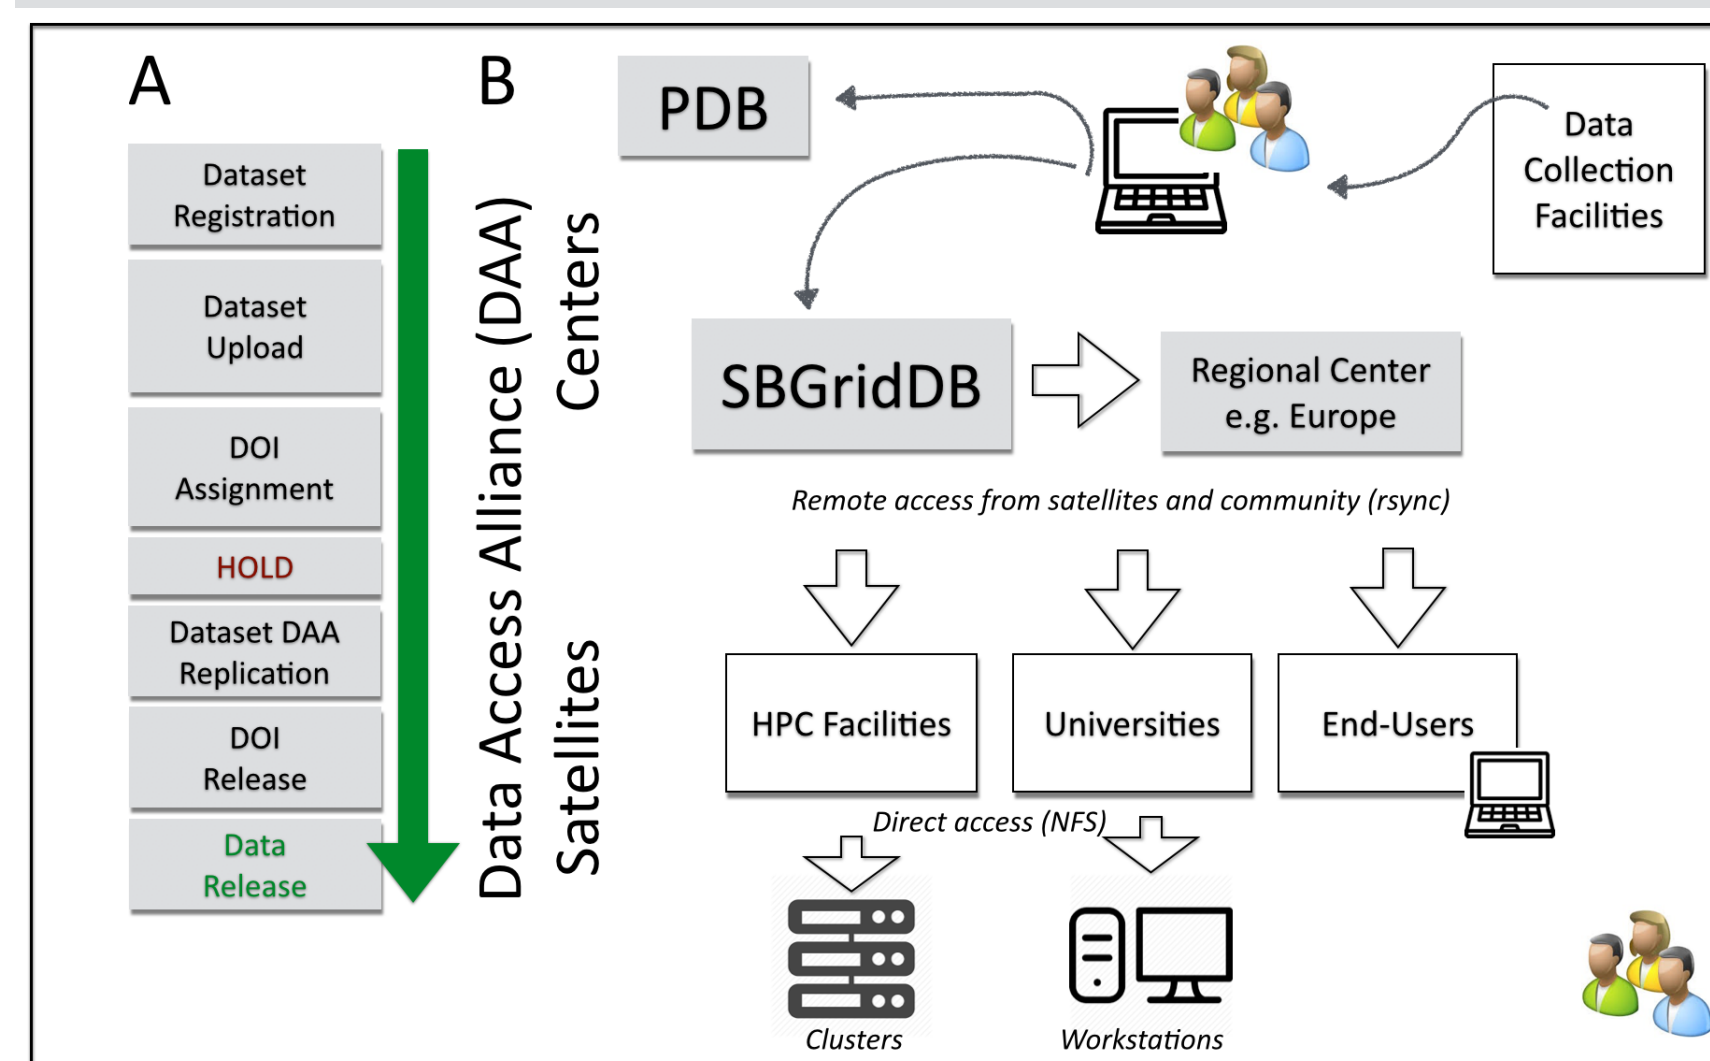 A
Dataset
Registration
Dataset
Upload
DOI
Assignment
HOLD
Dataset DAA
Replication
DOI
Release
Data
Release
B
Data Access Alliance (DAA)
Centers
Satellites
PDB
Data
Collection
Facilities
SBGridDB
Regional Center
e.g. Europe
Remote access from satellites and community (rsync)
HPC Facilities
Universities
End-Users
Direct access (NFS)
Clusters
Workstations